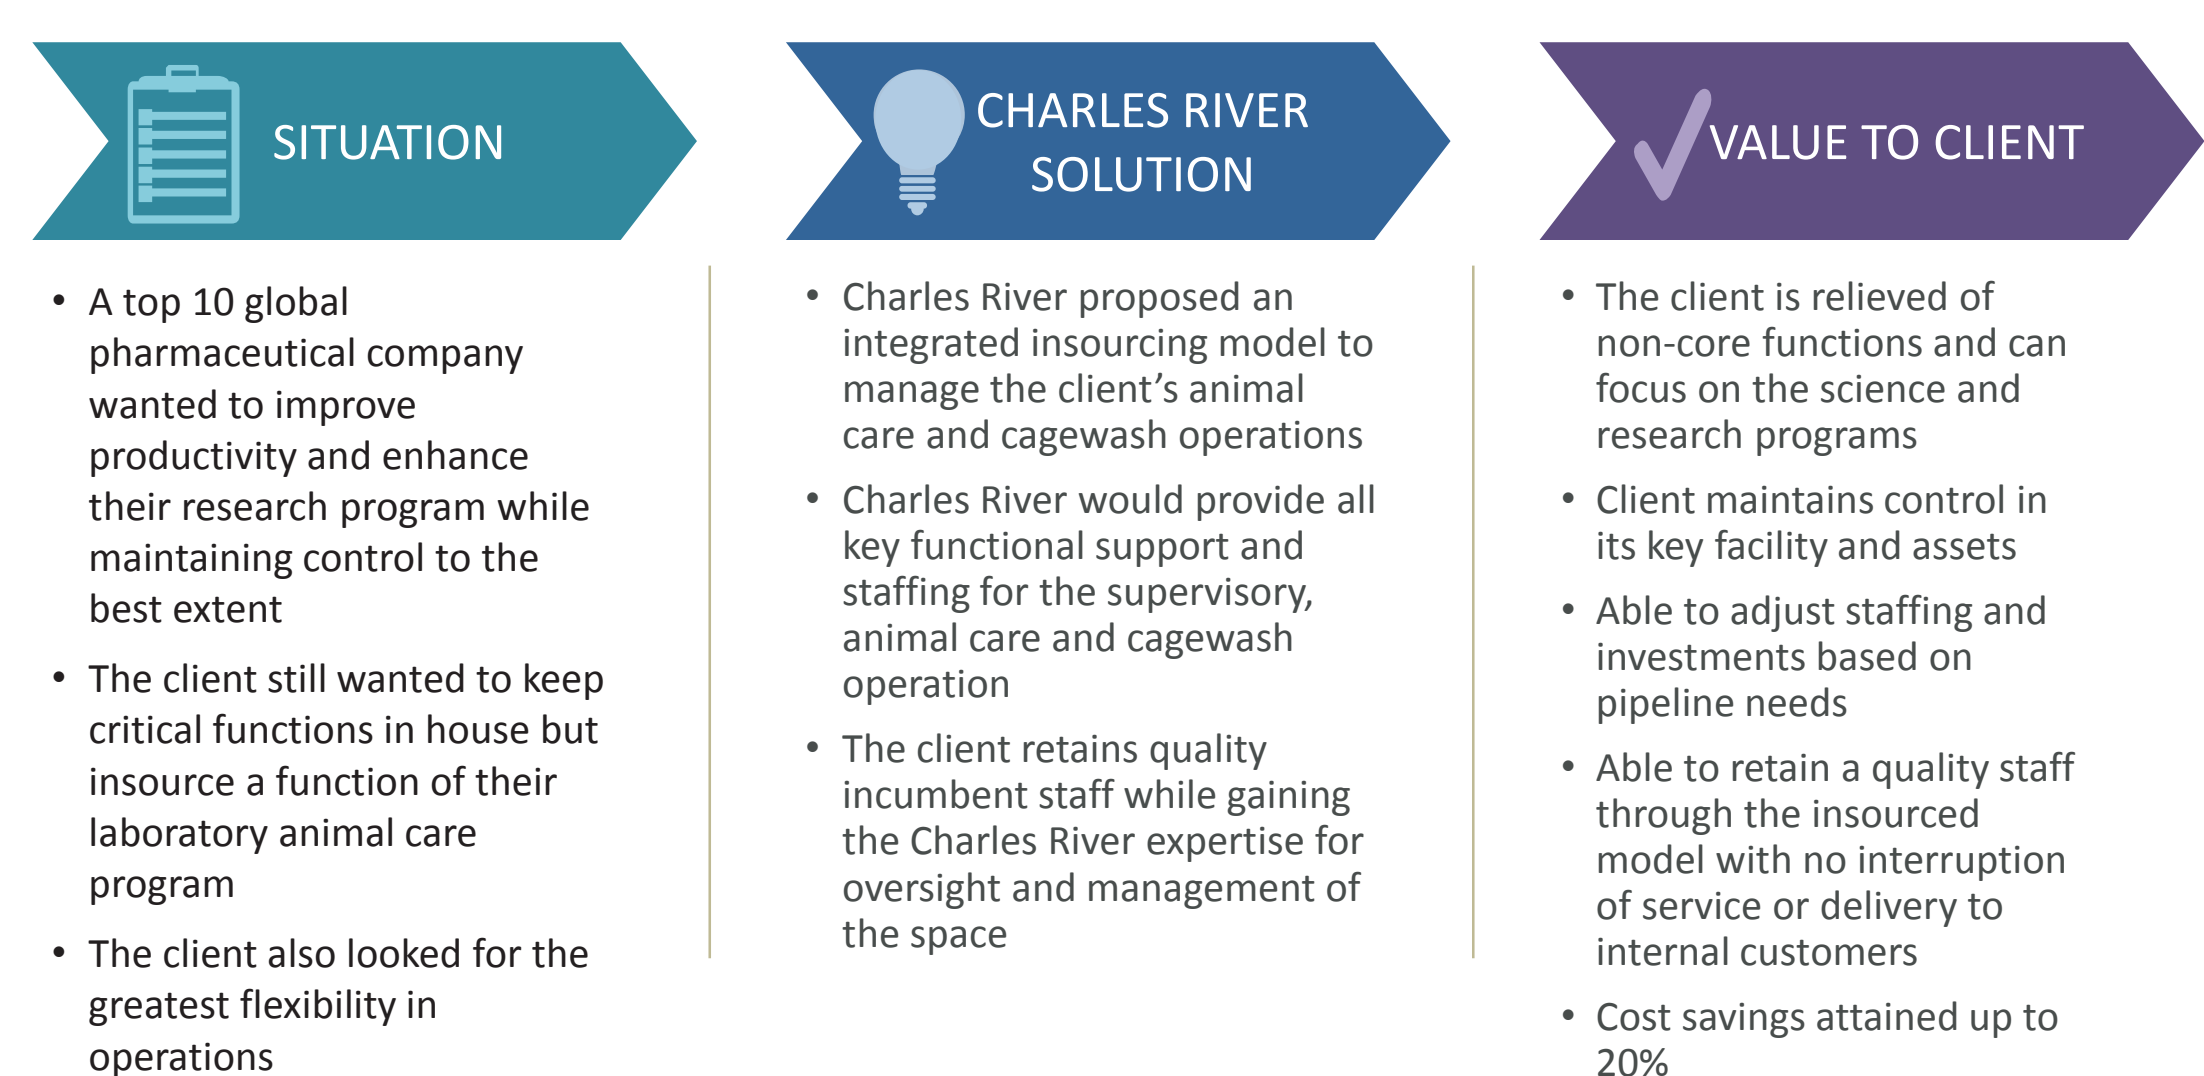 SITUATION
• A top 10 global
pharmaceutical company
wanted to improve
productivity and enhance
their research program while
maintaining control to the
best extent
• The client still wanted to keep
critical functions in house but
insource a function of their
laboratory animal care
program
• The client also looked for the
greatest flexibility in
operations
CHARLES RIVER
SOLUTION
• Charles River proposed an
integrated insourcing model to
manage the client’s animal
care and cagewash operations
• Charles River would provide all
key functional support and
staffing for the supervisory,
animal care and cagewash
operation
• The client retains quality
incumbent staff while gaining
the Charles River expertise for
oversight and management of
the space
VALUE TO CLIENT
• The client is relieved of
non-core functions and can
focus on the science and
research programs
• Client maintains control in
its key facility and assets
• Able to adjust staffing and
investments based on
pipeline needs
• Able to retain a quality staff
through the insourced
model with no interruption
of service or delivery to
internal customers
• Cost savings attained up to
20%